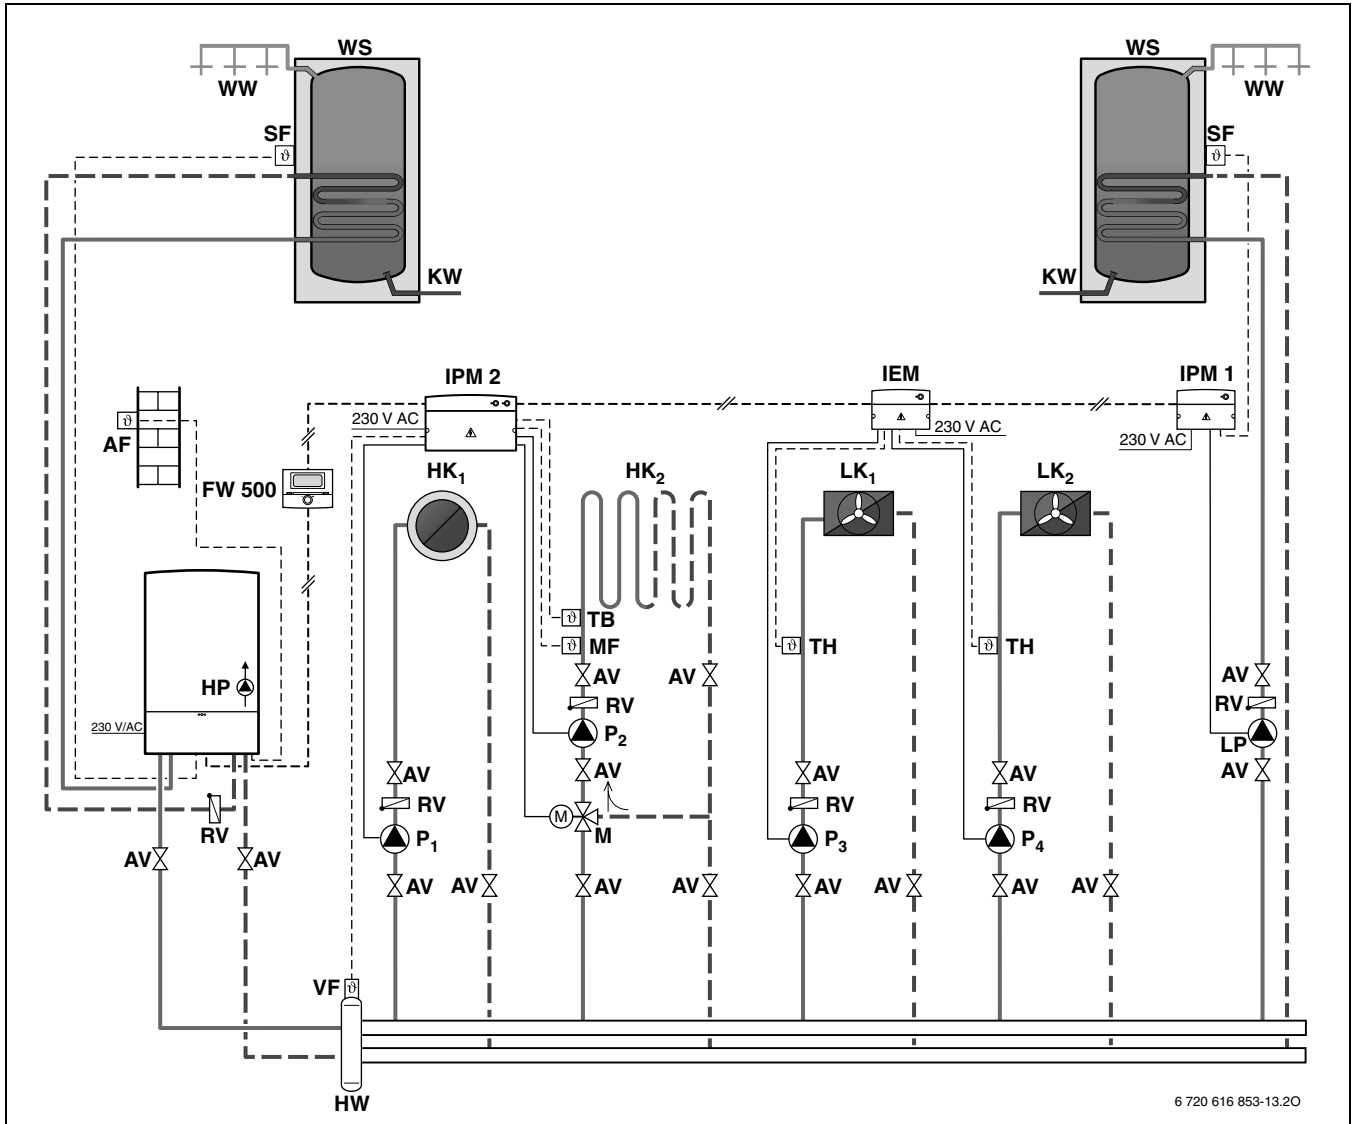 WS
WS
WW
WW
SF
SF
ϑ
ϑ
KW
KW
IPM 2
IEM
IPM 1
230 V AC
230 V AC
230 V AC
ϑ
AF
FW 500
HK1
HK2
LK1
LK2
ϑ TB
ϑ MF
ϑ TH
ϑ TH
AV
AV
AV
HP
RV
RV
230 V/AC
P2
LP
AV
AV
AV
AV
AV
RV
RV
RV
RV
M
M
P1
P3
P4
AV
AV
AV
AV
AV
AV
AV
AV
AV
AV
VF ϑ
HW
6 720 616 853-13.2O